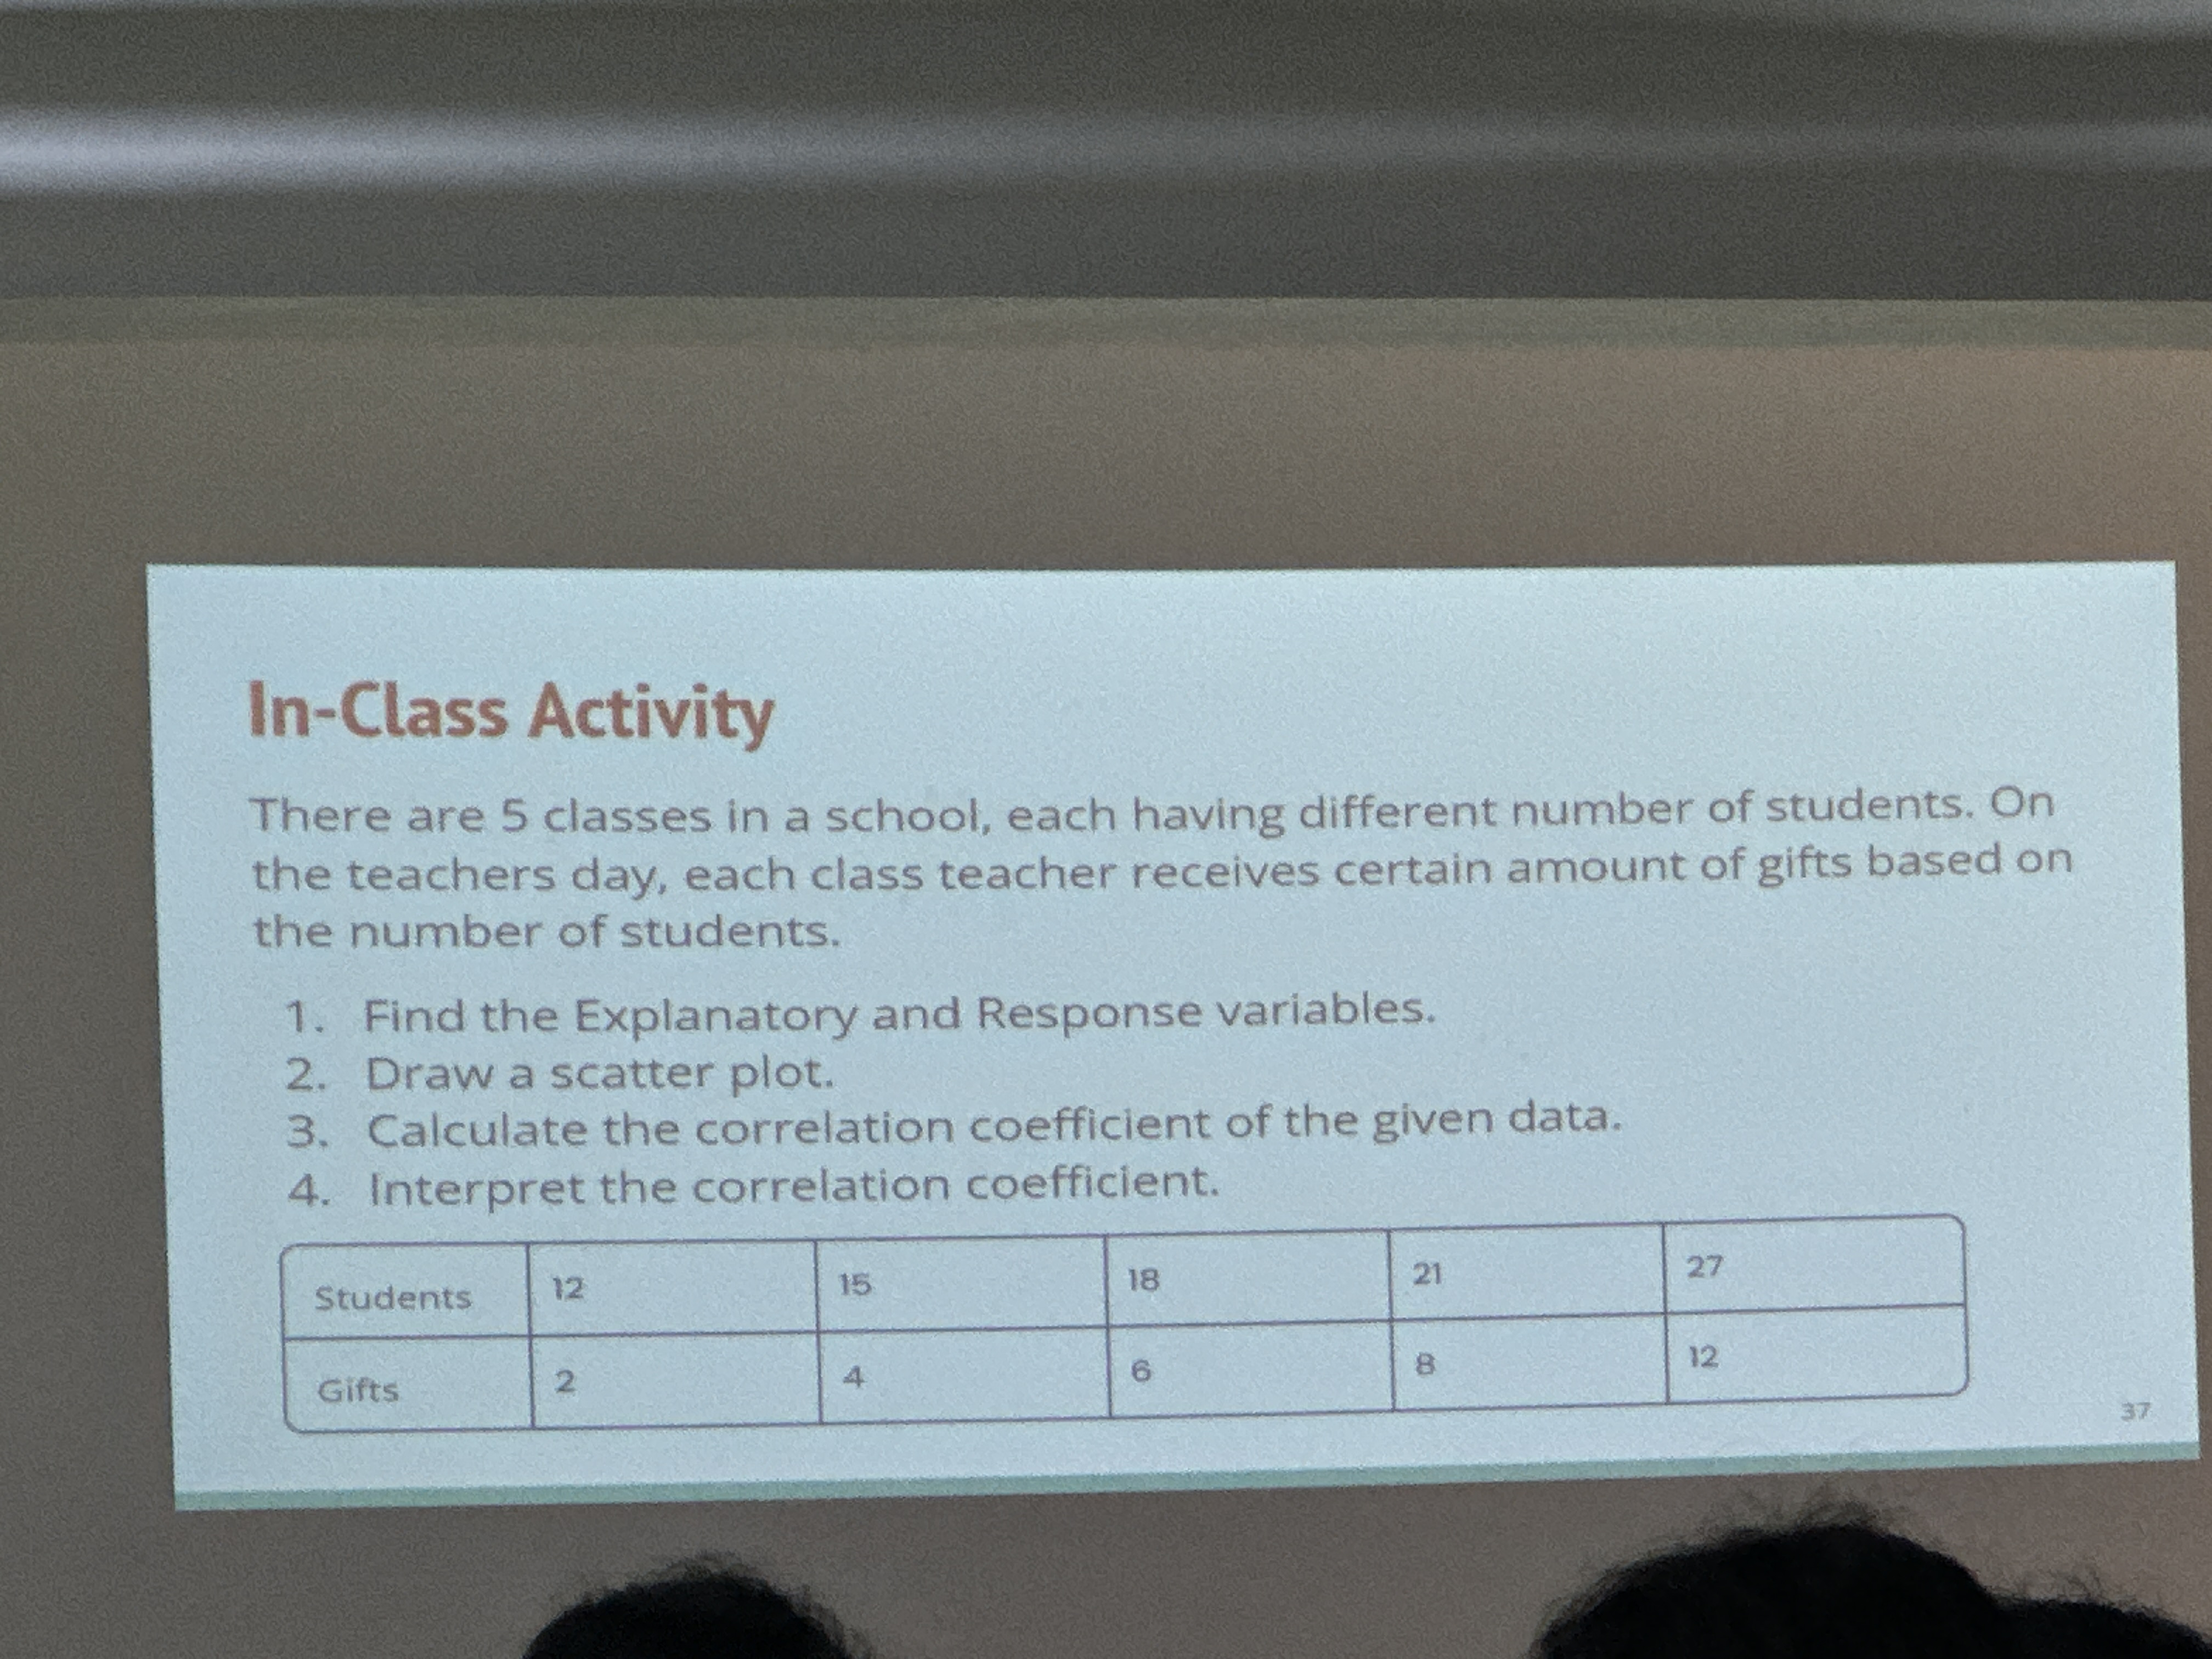 In-Class Activity
There are 5 classes in a school, each having different number of students. On
the teachers day, each class teacher receives certain amount of gifts based on
the number of students.
1. Find the Explanatory and Response variables.
2. Draw a scatter plot.
3. Calculate the correlation coefficient of the given data.
4. Interpret the correlation coefficient.
Students 12 15 18 21 27
Gifts 2 4 6 8 12
37